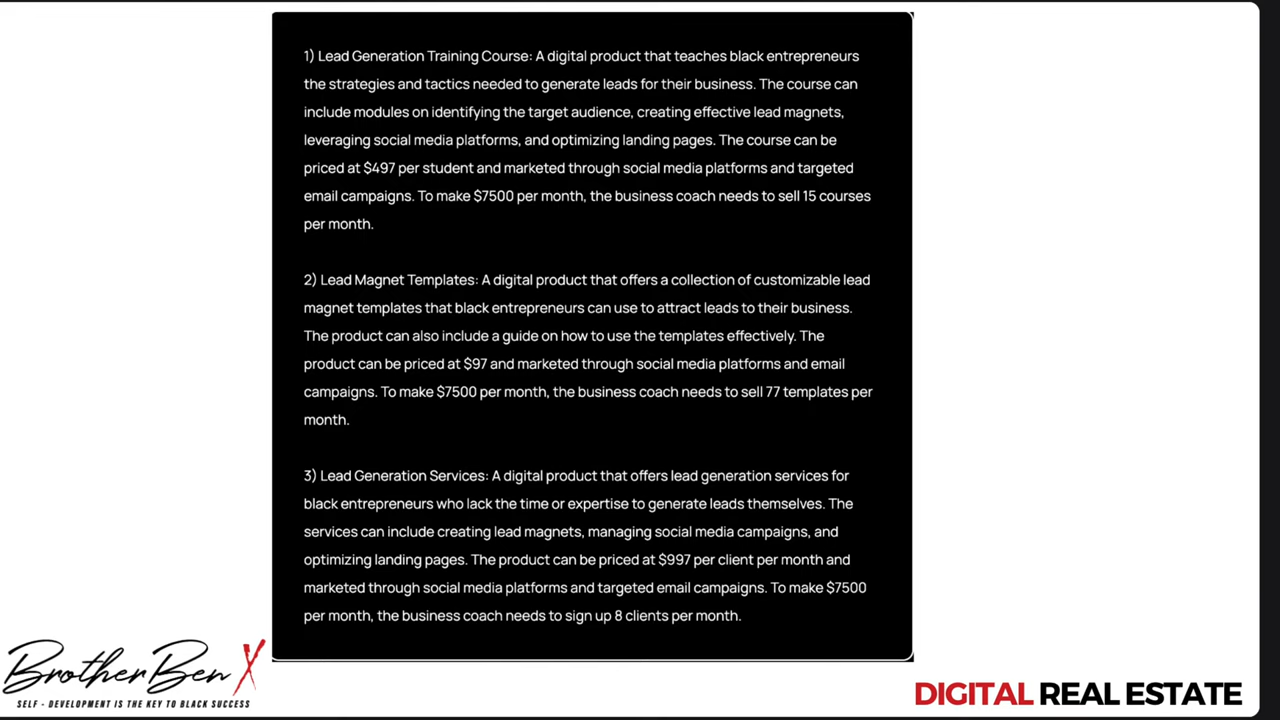 1) Lead Generation Training Course: A digital product that teaches black entrepreneurs
the strategies and tactics needed to generate leads for their business. The course can
include modules on identifying the target audience, creating effective lead magnets,
leveraging social media platforms, and optimizing landing pages. The course can be
priced at $497 per student and marketed through social media platforms and targeted
email campaigns. To make $7500 per month, the business coach needs to sell 15 courses
per month.
2) Lead Magnet Templates: A digital product that offers a collection of customizable lead
magnet templates that black entrepreneurs can use to attract leads to their business.
The product can also include a guide on how to use the templates effectively. The
product can be priced at $97 and marketed through social media platforms and email
campaigns. To make $7500 per month, the business coach needs to sell 77 templates per
month.
3) Lead Generation Services: A digital product that offers lead generation services for
black entrepreneurs who lack the time or expertise to generate leads themselves. The
services can include creating lead magnets, managing social media campaigns, and
optimizing landing pages. The product can be priced at $997 per client per month and
marketed through social media platforms and targeted email campaigns. To make $7500
per month, the business coach needs to sign up 8 clients per month.
BrotherBen X
SELF - DEVELOPMENT IS THE KEY TO BLACK SUCCESS
DIGITAL REAL ESTATE